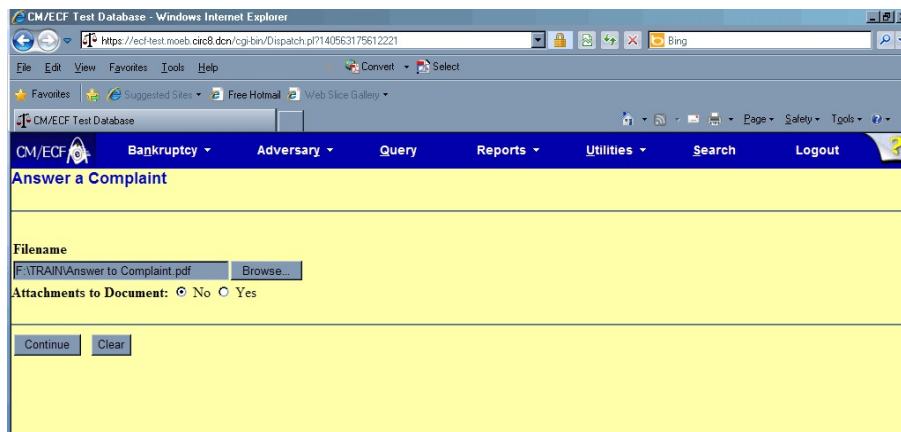 CM/ECF Test Database - Windows Internet Explorer
https://ecf-test.moeb.circ8.dcn/cgi-bin/Dispatch.pl?140563175612221
Bing
File Edit View Favorites Tools Help Convert Select
Favorites Suggested Sites Free Hotmail Web Slice Gallery
CM/ECF Test Database Page Safety Tools
CM/ECF Bankruptcy Adversary Query Reports Utilities Search Logout ?
Answer a Complaint
Filename
F:\TRAIN\Answer to Complaint.pdf Browse...
Attachments to Document: No Yes
Continue Clear